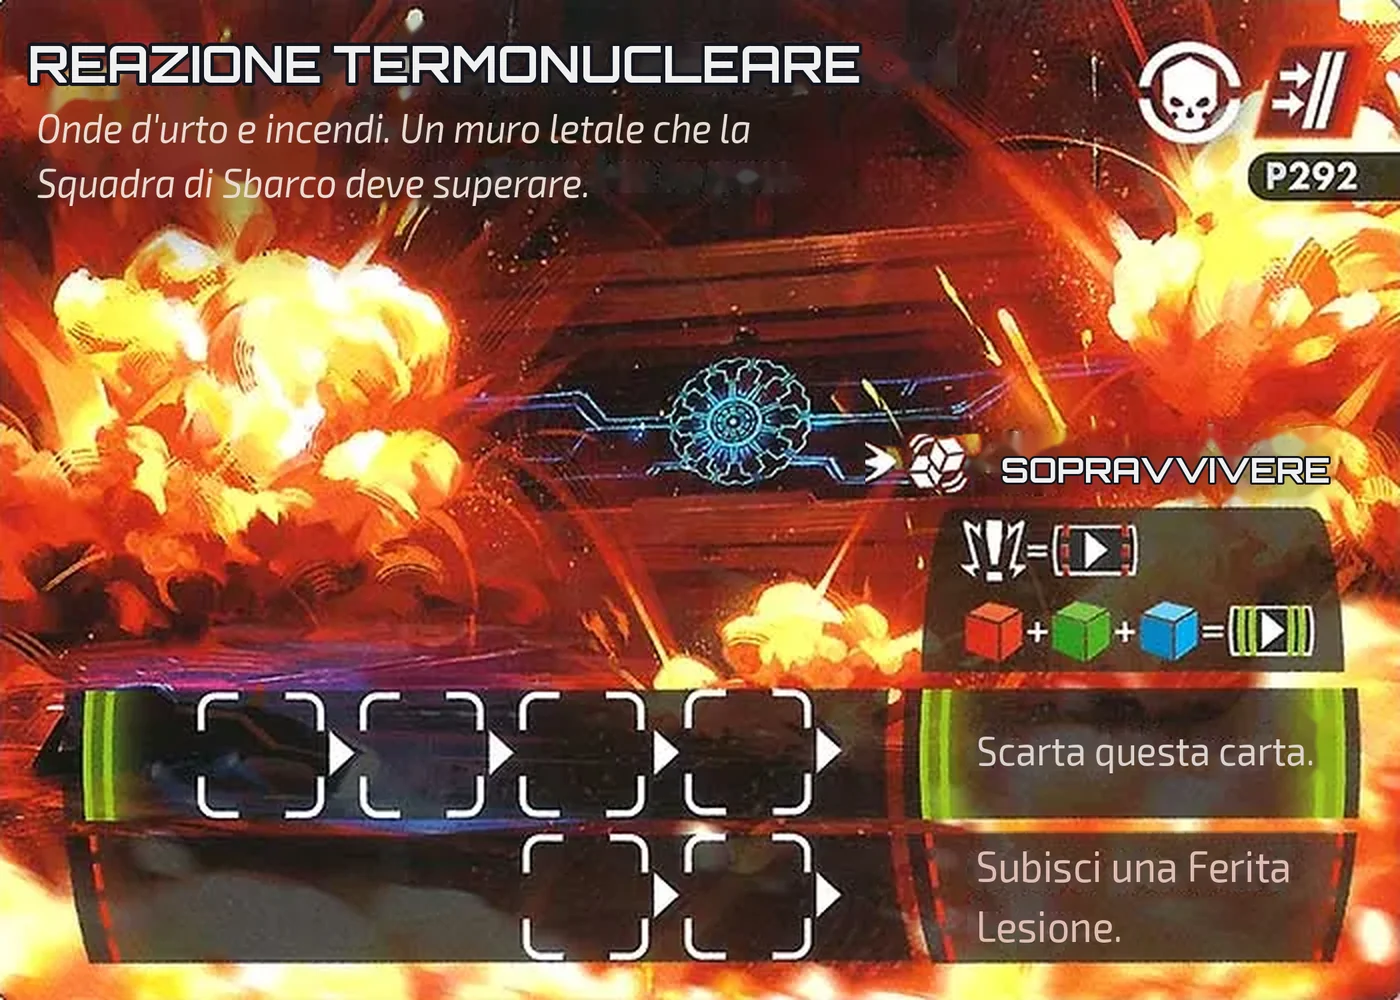 REAZIONE TERMONUCLEARE
Onde d'urto e incendi. Un muro letale che la
Squadra di Sbarco deve superare.
P292
SOPRAVVIVERE
!=
+ + =
Scarta questa carta.
Subisci una Ferita
Lesione.